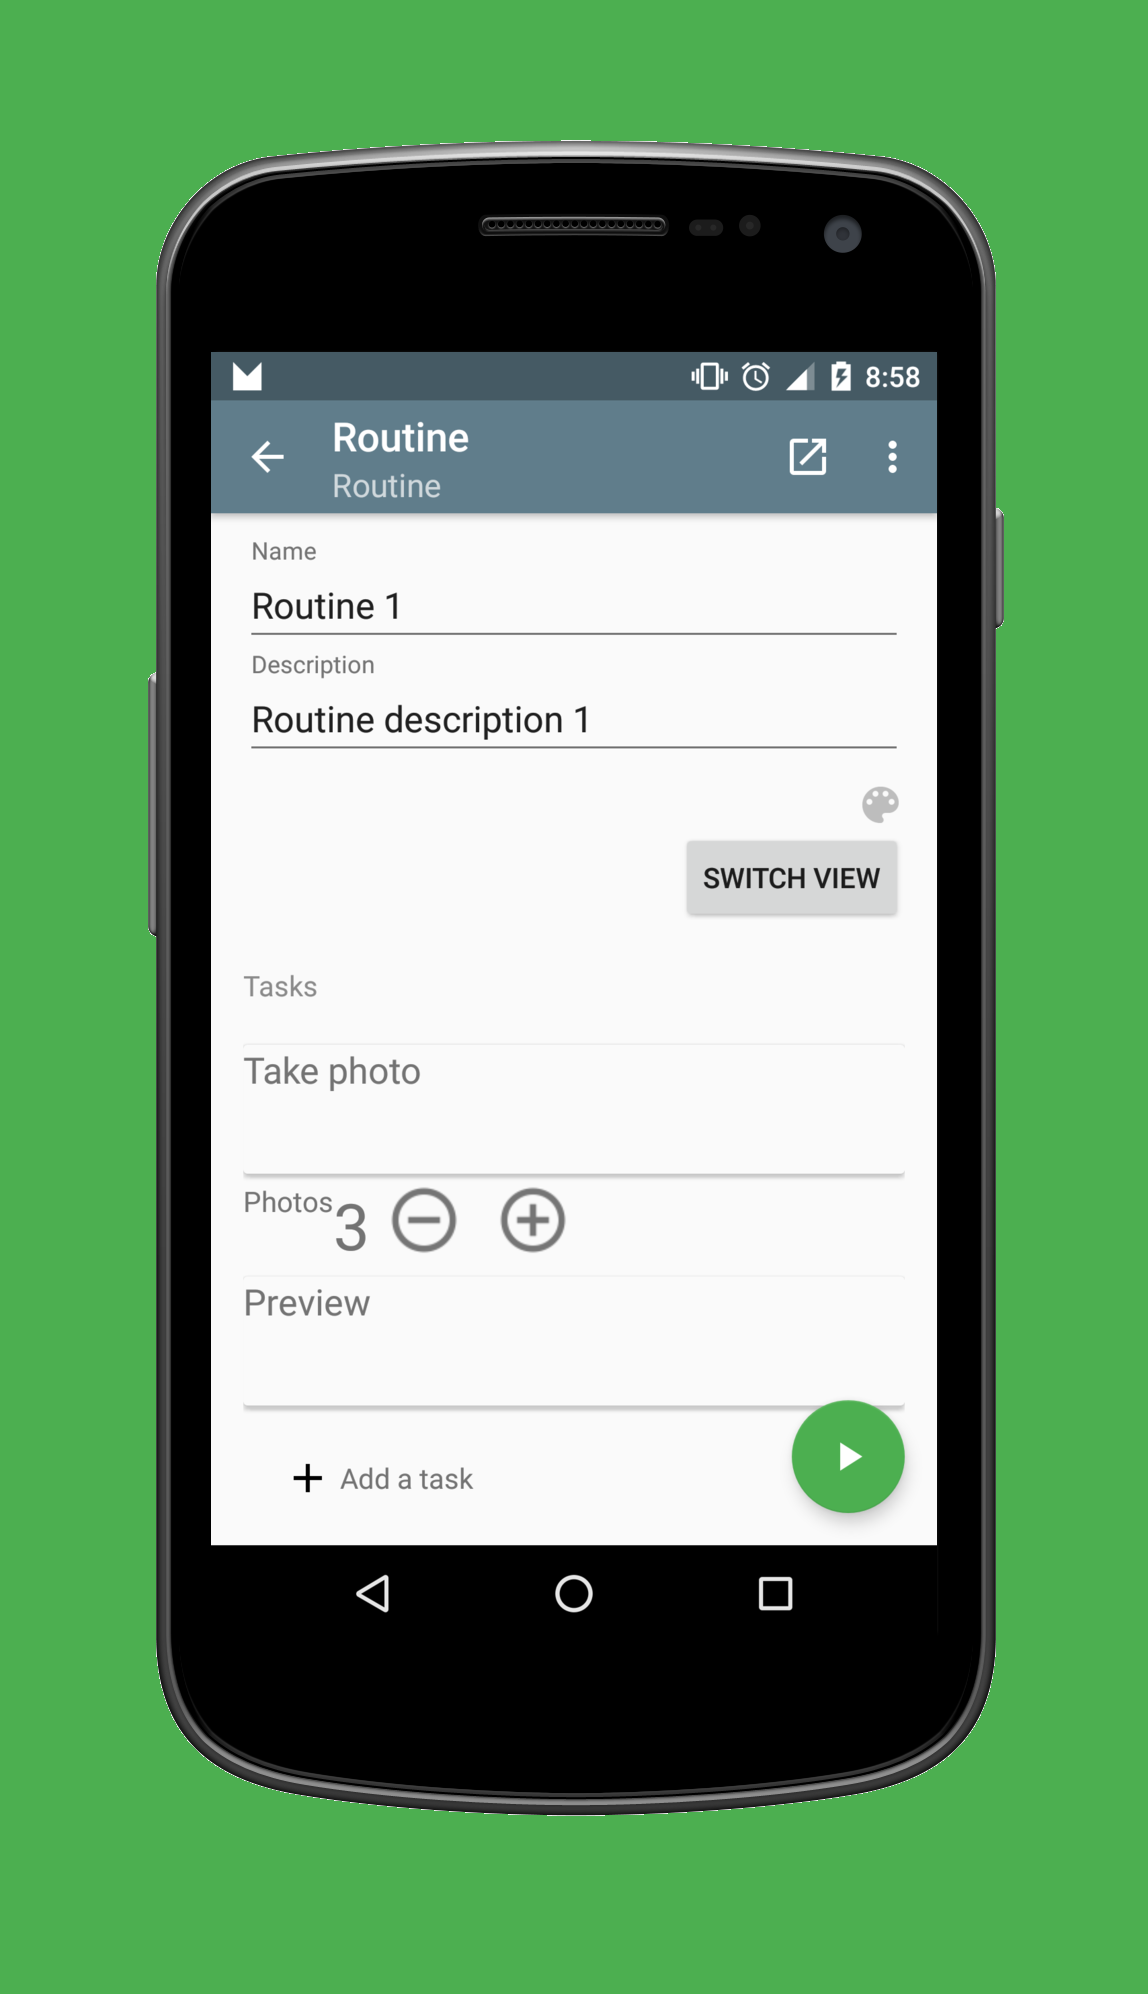 8:58
Routine
Routine
Name
Routine 1
Description
Routine description 1
SWITCH VIEW
Tasks
Take photo
Photos 3
Preview
Add a task